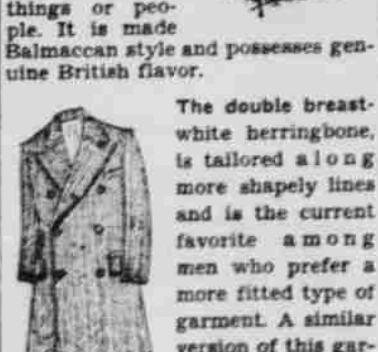 things or peo-
ple. It is made
Balmaccan style and possesses gen-
uine British flavor.
The double breast-
white herringbone,
is tailored along
more shapely lines
and is the current
favorite among
men who prefer a
more fitted type of
garment. A similar
version of this gar-